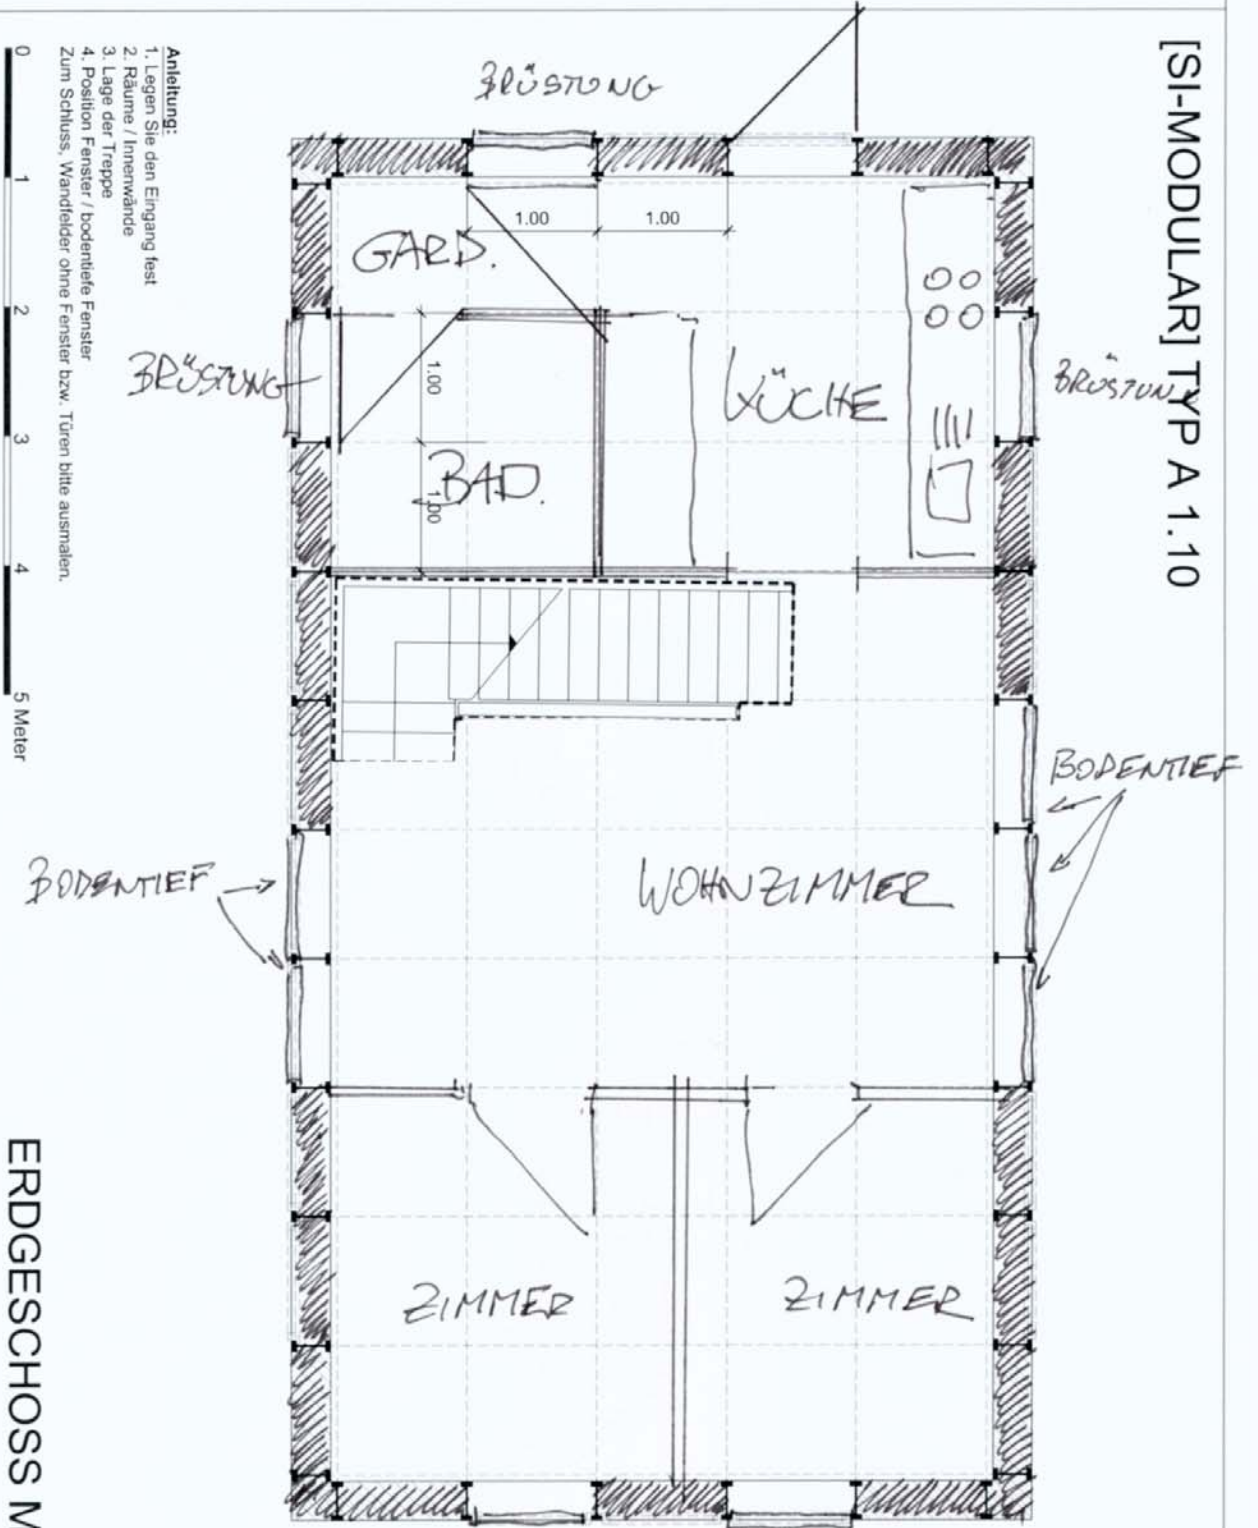 [SI-MODULAR] TYP A 1.10
Anleitung:
1. Legen Sie den Eingang fest
2. Räume / Innenwände
3. Lage der Treppe
4. Position Fenster / bodentiefe Fenster
Zum Schluss, Wandfelder ohne Fenster bzw. Türen bitte ausmalen.
0 1 2 3 4 5 Meter
BRÜSTUNG
1.00 1.00
GARD.
BRÜSTUNG
1.00
KÜCHE
BRÜSTUNG
BAD.
1.00
BODENTIEF
BODENTIEF
WOHNZIMMER
ZIMMER
ZIMMER
ERDGESCHOSS M